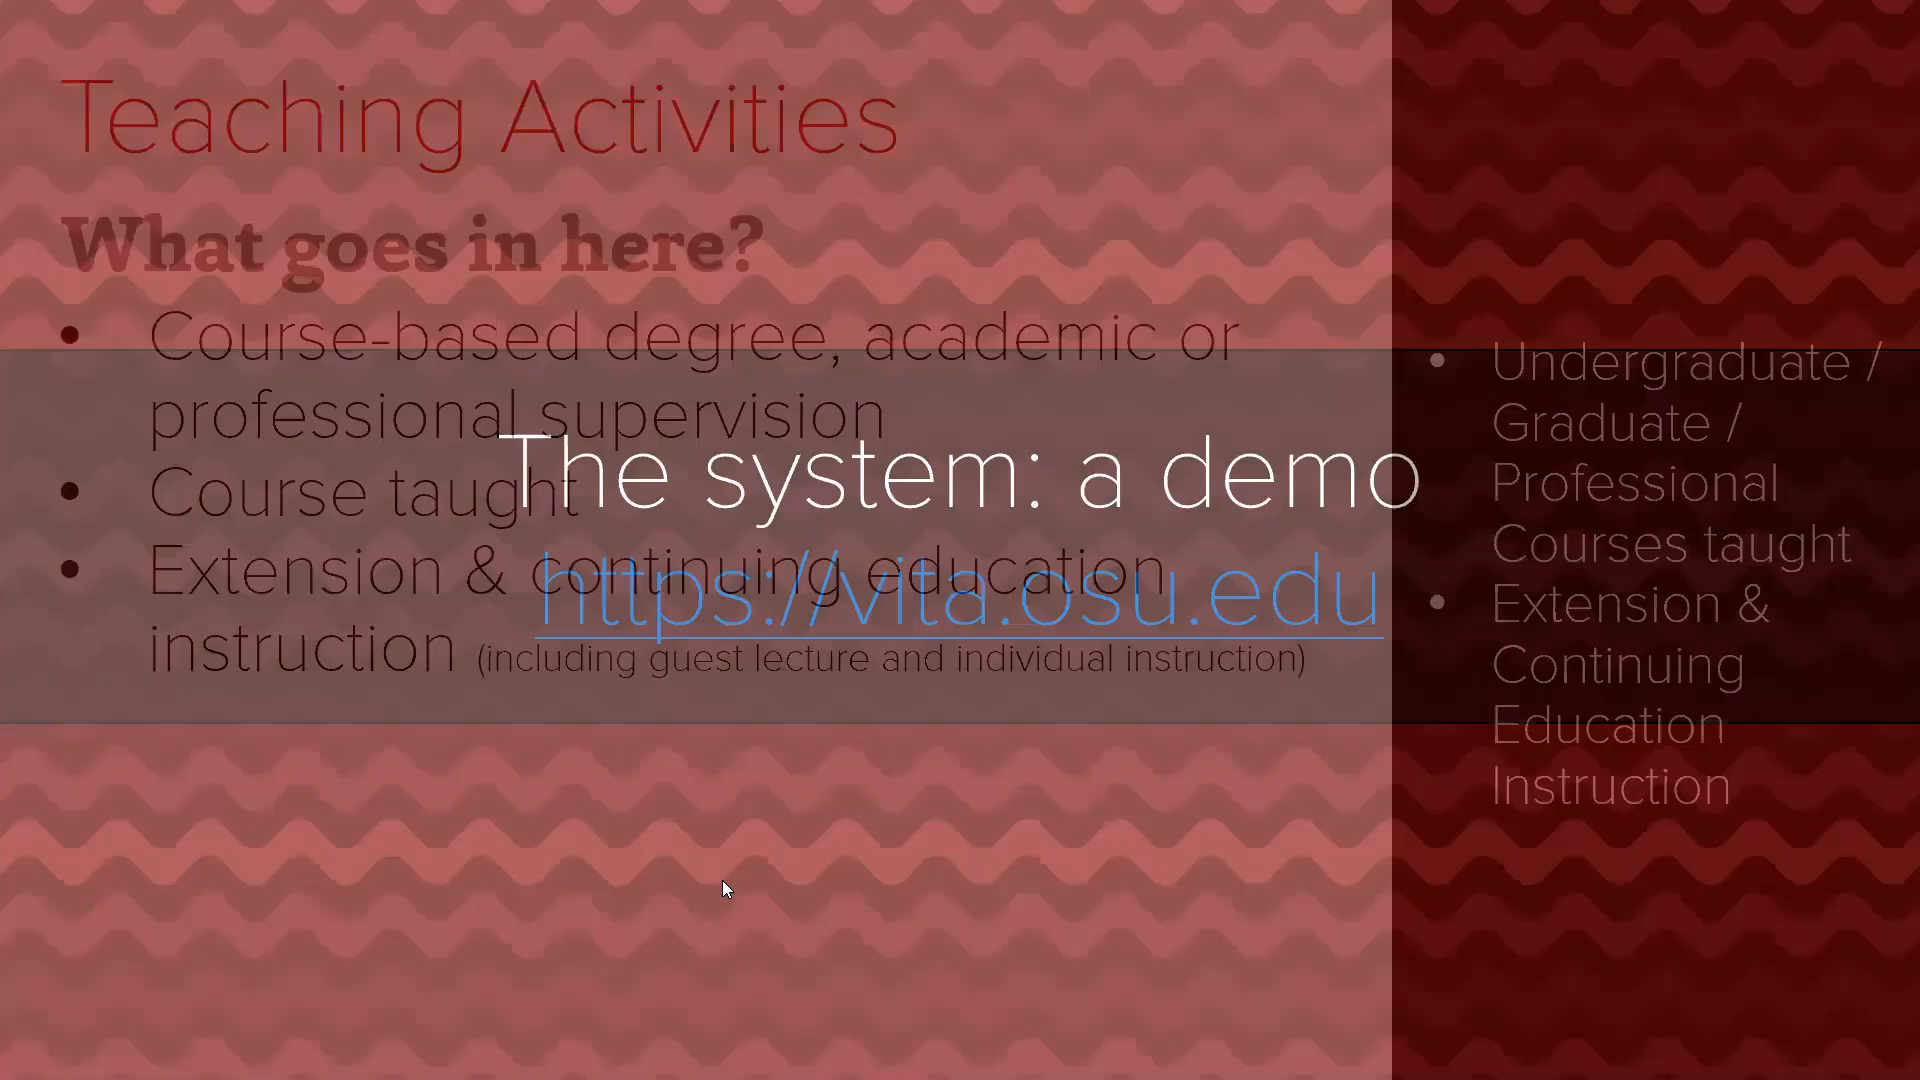 Teaching Activities
What goes in here?
• Course-based degree, academic or
professional supervision
• Course taught
• Extension & continuing education
instruction (including guest lecture and individual instruction)
The system: a demo
https://vita.osu.edu
• Undergraduate /
Graduate /
Professional
Courses taught
• Extension &
Continuing
Education
Instruction